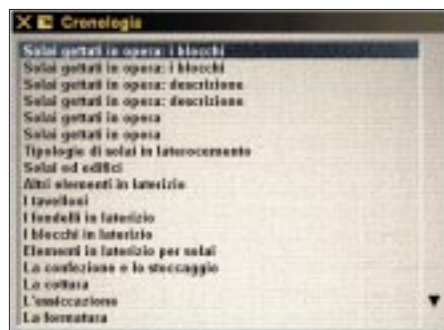 Cronologia
Solai gettati in opera: i blocchi
Solai gettati in opera: i blocchi
Solai gettati in opera: descrizione
Solai gettati in opera: descrizione
Solai gettati in opera
Solai gettati in opera
Tipologie di solai in laterocemento
Solai ed edifici
Altri elementi in laterizio
I tavelloni
I fondelli in laterizio
I blocchi in laterizio
Elementi in laterizio per solai
La confezione e lo stoccaggio
La cottura
L'essiccazione
La formatura